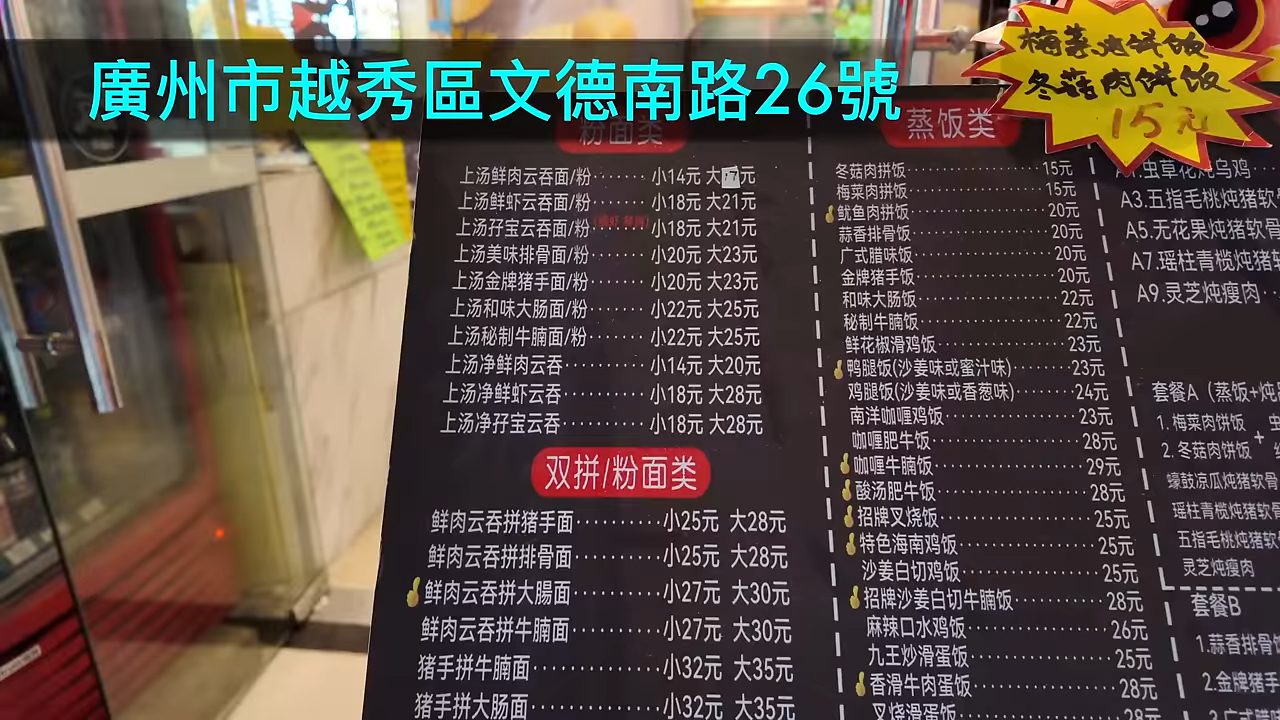 廣州市越秀區文德南路26號
梅菜肉饼饭
冬菇肉饼饭
15元
粉面类
上汤鲜肉云吞面/粉······· 小14元 大17元
上汤鲜虾云吞面/粉······· 小18元 大21元
上汤孖宝云吞面/粉······· 小18元 大21元
上汤美味排骨面/粉······· 小20元 大23元
上汤金牌猪手面/粉······· 小20元 大23元
上汤和味大肠面/粉······· 小22元 大25元
上汤秘制牛腩面/粉······· 小22元 大25元
上汤净鲜肉云吞··········· 小14元 大20元
上汤净鲜虾云吞··········· 小18元 大28元
上汤净孖宝云吞··········· 小18元 大28元
双拼/粉面类
鲜肉云吞拼猪手面··········小25元 大28元
鲜肉云吞拼排骨面··········小25元 大28元
鲜肉云吞拼大腸面··········小27元 大30元
鲜肉云吞拼牛腩面··········小27元 大30元
猪手拼牛腩面··············小32元 大35元
猪手拼大肠面··············小32元 大35元
蒸饭类
冬菇肉拼饭······················15元
梅菜肉拼饭······················15元
鱿鱼肉拼饭······················20元
蒜香排骨饭······················20元
广式腊味饭······················20元
金牌猪手饭······················20元
和味大肠饭······················22元
秘制牛腩饭······················22元
鲜花椒滑鸡饭····················23元
鸭腿饭(沙姜味或蜜汁味)·········23元
鸡腿饭(沙姜味或香葱味)·········24元
南洋咖喱鸡饭····················23元
咖喱肥牛饭······················28元
咖喱牛腩饭······················29元
酸汤肥牛饭······················28元
招牌叉烧饭······················25元
特色海南鸡饭····················25元
沙姜白切鸡饭····················25元
招牌沙姜白切牛腩饭··············28元
麻辣口水鸡饭····················26元
九王炒滑蛋饭····················25元
香滑牛肉蛋饭····················28元
叉烧滑蛋饭······················28元
A1.虫草花炖乌鸡
A3.五指毛桃炖猪软骨
A5.无花果炖猪软骨
A7.瑶柱青榄炖猪软
A9.灵芝炖瘦肉
套餐A（蒸饭+炖
1. 梅菜肉饼饭
2. 冬菇肉饼饭 +
蠔鼓凉瓜炖猪软骨
瑶柱青榄炖猪软骨
五指毛桃炖猪软
灵芝炖瘦肉
套餐B
1.蒜香排骨
2.金牌猪手